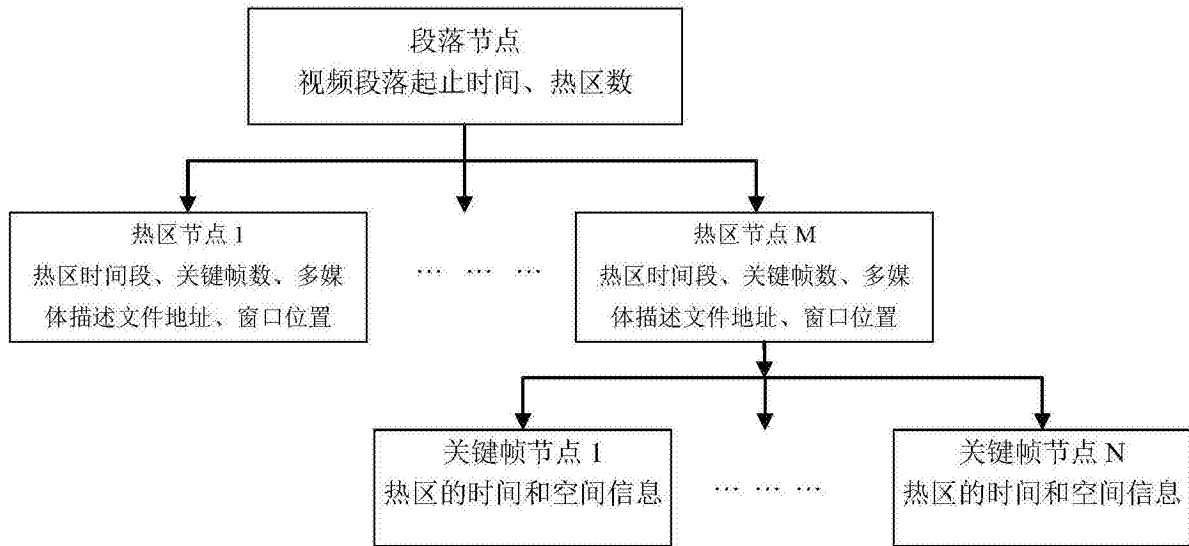 段落节点
视频段落起止时间、热区数
热区节点 1
热区时间段、关键帧数、多媒
体描述文件地址、窗口位置
… … …
热区节点 M
热区时间段、关键帧数、多媒
体描述文件地址、窗口位置
关键帧节点 1
热区的时间和空间信息
… … …
关键帧节点 N
热区的时间和空间信息